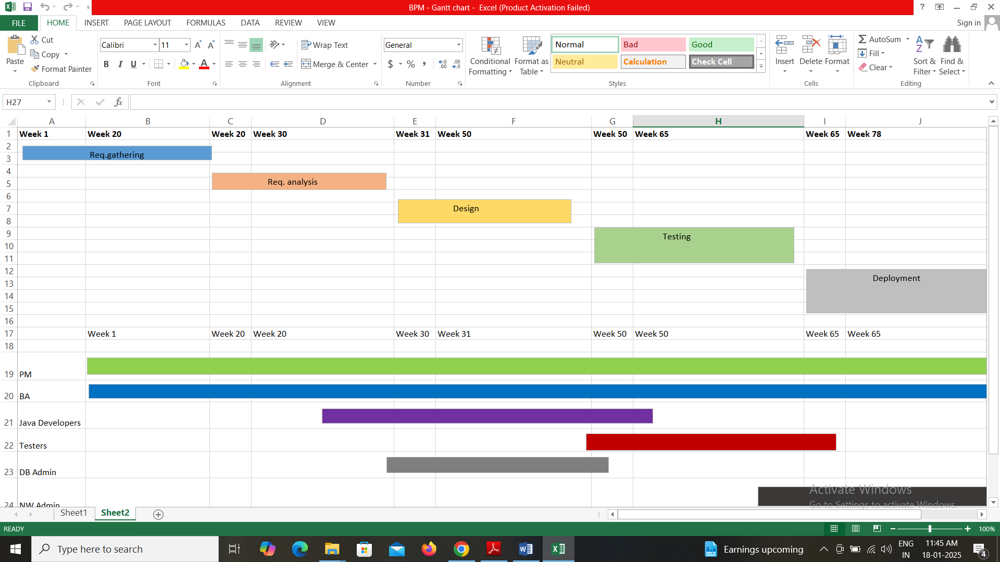 BPM - Gantt chart - Excel (Product Activation Failed)
?
FILE HOME INSERT PAGE LAYOUT FORMULAS DATA REVIEW VIEW Sign in
Paste
Cut
Copy
Format Painter
Clipboard
Calibri 11 A A
B I U A
Font
Wrap Text
Merge & Center
Alignment
General
$ % ,
Number
Conditional Formatting
Format as Table
Normal Bad Good
Neutral Calculation Check Cell
Styles
Insert Delete Format
Cells
AutoSum
Fill
Clear
Sort & Filter
Find & Select
Editing
H27 fx
A B C D E F G H I J
1 Week 1 Week 20 Week 20 Week 30 Week 31 Week 50 Week 50 Week 65 Week 65 Week 78
2
Req.gathering
3
4
5 Req. analysis
6
7 Design
8
9 Testing
10
11
12
13 Deployment
14
15
16
17 Week 1 Week 20 Week 20 Week 30 Week 31 Week 50 Week 50 Week 65 Week 65
18
19 PM
20 BA
21 Java Developers
22 Testers
23 DB Admin
Activate Windows
Go to Settings to activate Windows.
24 NW Admin
Sheet1 Sheet2
READY 100%
Type here to search
Earnings upcoming
ENG
IN
11:45 AM
18-01-2025
4